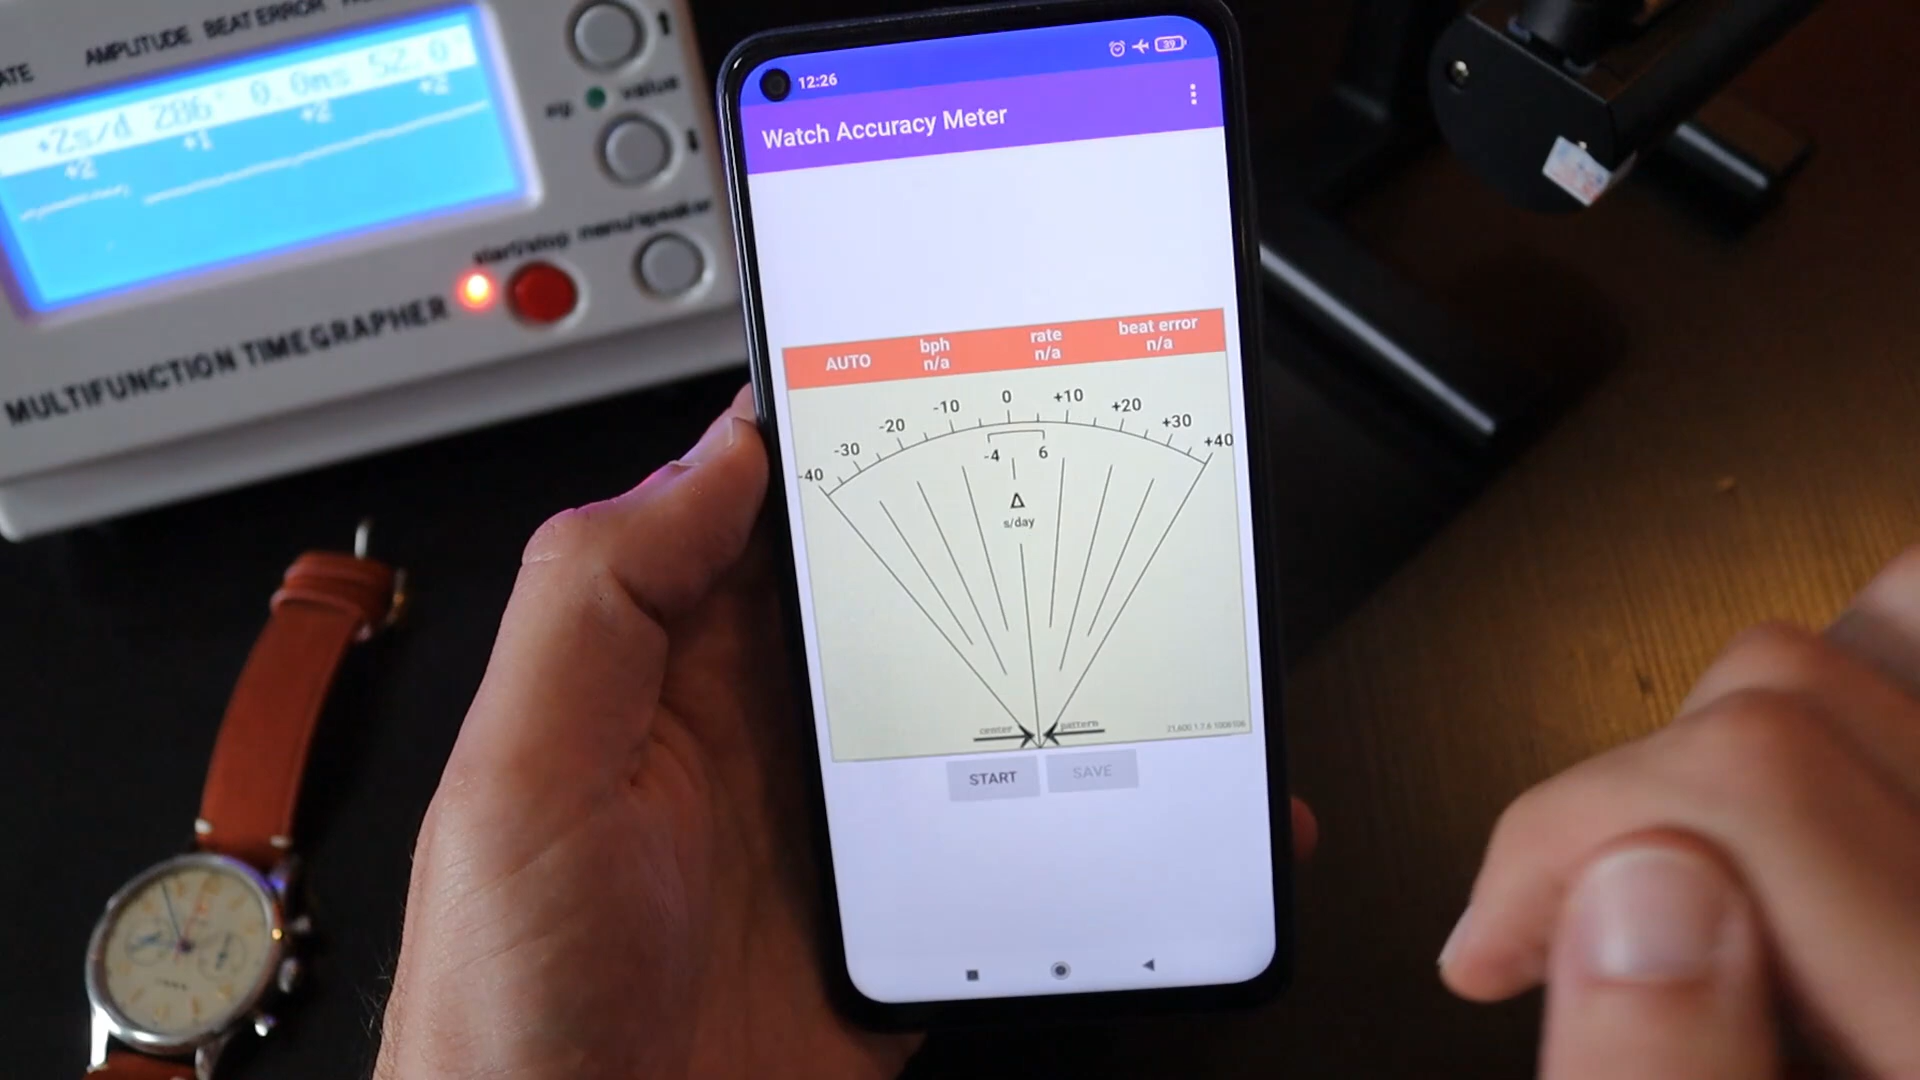 AMPLITUDE BEAT ERROR
+2s/d 286° 0.0ms 52.0
+2 +1 +2 +2
value
start/stop menu/speaker
MULTIFUNCTION TIMEGRAPHER
12:26
39
Watch Accuracy Meter
AUTO bph rate beat error
n/a n/a n/a
-40 -30 -20 -10 0 +10 +20 +30 +40
-4 6
Δ
s/day
center pattern
START SAVE